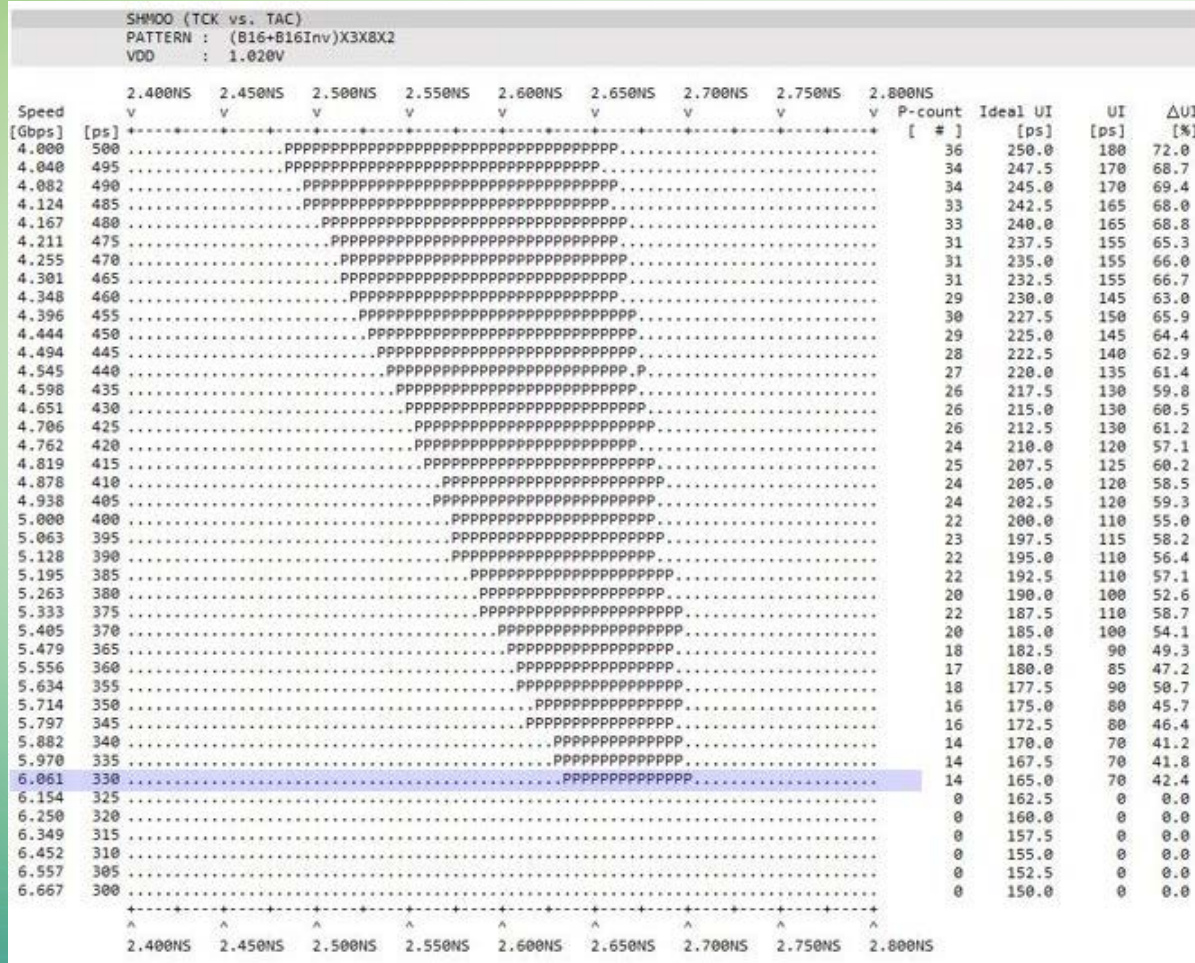 SHMOO (TCK vs. TAC)
PATTERN : (B16+B16Inv)X3X8X2
VDD : 1.020V
2.400NS 2.450NS 2.500NS 2.550NS 2.600NS 2.650NS 2.700NS 2.750NS 2.800NS
Speed v v v v v v v v v P-count Ideal UI UI ΔUI
[Gbps] [ps] +----+----+----+----+----+----+----+----+----+----+----+----+----+----+----+----+ [ # ] [ps] [ps] [%]
4.000 500 .................PPPPPPPPPPPPPPPPPPPPPPPPPPPPPPPPPPPP............................ 36 250.0 180 72.0
4.040 495 .................PPPPPPPPPPPPPPPPPPPPPPPPPPPPPPPPPP.............................. 34 247.5 170 68.7
4.082 490 ...................PPPPPPPPPPPPPPPPPPPPPPPPPPPPPPPPPP............................ 34 245.0 170 69.4
4.124 485 ...................PPPPPPPPPPPPPPPPPPPPPPPPPPPPPPPPP............................. 33 242.5 165 68.0
4.167 480 .....................PPPPPPPPPPPPPPPPPPPPPPPPPPPPPPPPP........................... 33 240.0 165 68.8
4.211 475 ......................PPPPPPPPPPPPPPPPPPPPPPPPPPPPPPP............................ 31 237.5 155 65.3
4.255 470 .......................PPPPPPPPPPPPPPPPPPPPPPPPPPPPPPP........................... 31 235.0 155 66.0
4.301 465 .......................PPPPPPPPPPPPPPPPPPPPPPPPPPPPPPP........................... 31 232.5 155 66.7
4.348 460 ........................PPPPPPPPPPPPPPPPPPPPPPPPPPPPP............................ 29 230.0 145 63.0
4.396 455 .........................PPPPPPPPPPPPPPPPPPPPPPPPPPPPPP.......................... 30 227.5 150 65.9
4.444 450 ..........................PPPPPPPPPPPPPPPPPPPPPPPPPPPPP.......................... 29 225.0 145 64.4
4.494 445 ...........................PPPPPPPPPPPPPPPPPPPPPPPPPPPP.......................... 28 222.5 140 62.9
4.545 440 ............................PPPPPPPPPPPPPPPPPPPPPPPPPP.P......................... 27 220.0 135 61.4
4.598 435 .............................PPPPPPPPPPPPPPPPPPPPPPPPPP.......................... 26 217.5 130 59.8
4.651 430 ..............................PPPPPPPPPPPPPPPPPPPPPPPPPP......................... 26 215.0 130 60.5
4.706 425 ...............................PPPPPPPPPPPPPPPPPPPPPPPPPP........................ 26 212.5 130 61.2
4.762 420 ...............................PPPPPPPPPPPPPPPPPPPPPPPP.......................... 24 210.0 120 57.1
4.819 415 ................................PPPPPPPPPPPPPPPPPPPPPPPPP........................ 25 207.5 125 60.2
4.878 410 ..................................PPPPPPPPPPPPPPPPPPPPPPPP....................... 24 205.0 120 58.5
4.938 405 .................................PPPPPPPPPPPPPPPPPPPPPPPP........................ 24 202.5 120 59.3
5.000 400 ...................................PPPPPPPPPPPPPPPPPPPPPP........................ 22 200.0 110 55.0
5.063 395 ...................................PPPPPPPPPPPPPPPPPPPPPPP....................... 23 197.5 115 58.2
5.128 390 ...................................PPPPPPPPPPPPPPPPPPPPPP........................ 22 195.0 110 56.4
5.195 385 .....................................PPPPPPPPPPPPPPPPPPPPPP...................... 22 192.5 110 57.1
5.263 380 ......................................PPPPPPPPPPPPPPPPPPPP....................... 20 190.0 100 52.6
5.333 375 ......................................PPPPPPPPPPPPPPPPPPPPPP..................... 22 187.5 110 58.7
5.405 370 ........................................PPPPPPPPPPPPPPPPPPPP..................... 20 185.0 100 54.1
5.479 365 .........................................PPPPPPPPPPPPPPPPPP...................... 18 182.5 90 49.3
5.556 360 ..........................................PPPPPPPPPPPPPPPPP...................... 17 180.0 85 47.2
5.634 355 ..........................................PPPPPPPPPPPPPPPPPP..................... 18 177.5 90 50.7
5.714 350 ............................................PPPPPPPPPPPPPPPP..................... 16 175.0 80 45.7
5.797 345 ...........................................PPPPPPPPPPPPPPPP...................... 16 172.5 80 46.4
5.882 340 ..............................................PPPPPPPPPPPPPP..................... 14 170.0 70 41.2
5.970 335 ..............................................PPPPPPPPPPPPPP..................... 14 167.5 70 41.8
6.061 330 ...............................................PPPPPPPPPPPPPP.................... 14 165.0 70 42.4
6.154 325 ................................................................................. 0 162.5 0 0.0
6.250 320 ................................................................................. 0 160.0 0 0.0
6.349 315 ................................................................................. 0 157.5 0 0.0
6.452 310 ................................................................................. 0 155.0 0 0.0
6.557 305 ................................................................................. 0 152.5 0 0.0
6.667 300 ................................................................................. 0 150.0 0 0.0
+----+----+----+----+----+----+----+----+----+----+----+----+----+----+----+----+
^ ^ ^ ^ ^ ^ ^ ^ ^
2.400NS 2.450NS 2.500NS 2.550NS 2.600NS 2.650NS 2.700NS 2.750NS 2.800NS